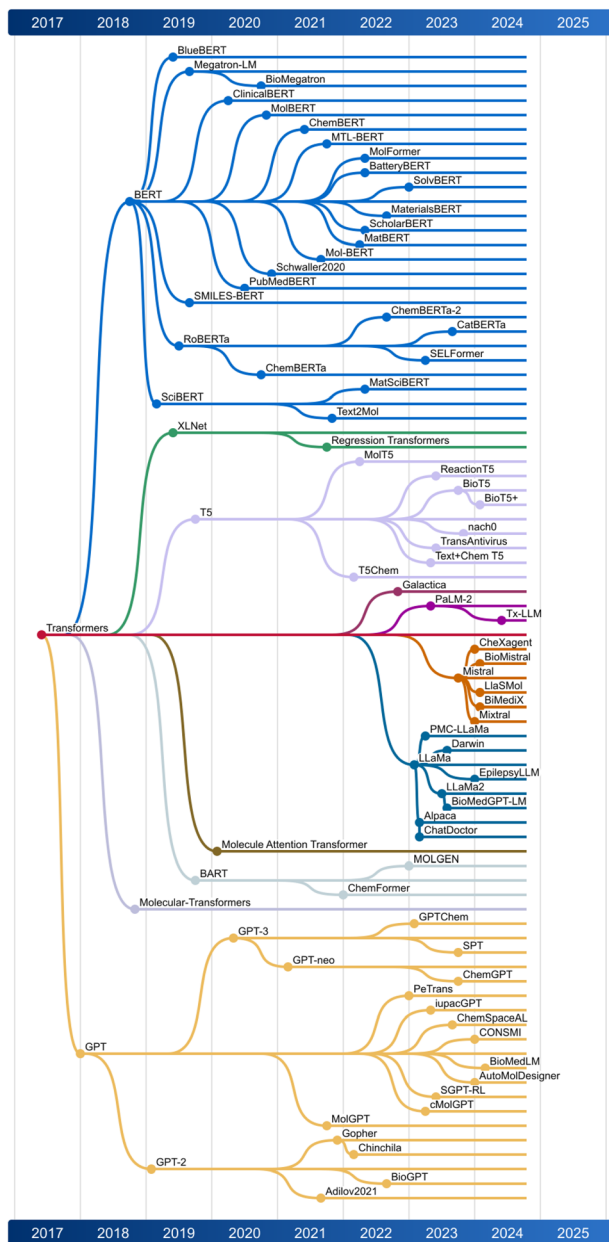 2017 2018 2019 2020 2021 2022 2023 2024 2025
BlueBERT
Megatron-LM
BioMegatron
ClinicalBERT
MolBERT
ChemBERT
MTL-BERT
MolFormer
BatteryBERT
SolvBERT
BERT
MaterialsBERT
ScholarBERT
MatBERT
Mol-BERT
Schwaller2020
PubMedBERT
SMILES-BERT
ChemBERTa-2
CatBERTa
RoBERTa
SELFormer
ChemBERTa
MatSciBERT
SciBERT
Text2Mol
XLNet
Regression Transformers
MolT5
ReactionT5
BioT5
BioT5+
T5
nach0
TransAntivirus
Text+Chem T5
T5Chem
Galactica
PaLM-2
Tx-LLM
Transformers
CheXagent
BioMistral
Mistral
LlaSMol
BiMediX
Mixtral
PMC-LLaMa
Darwin
LLaMa
EpilepsyLLM
LLaMa2
BioMedGPT-LM
Alpaca
ChatDoctor
Molecule Attention Transformer
MOLGEN
BART
ChemFormer
Molecular-Transformers
GPTChem
GPT-3
SPT
GPT-neo
ChemGPT
PeTrans
iupacGPT
ChemSpaceAL
CONSMI
GPT
BioMedLM
AutoMolDesigner
SGPT-RL
cMolGPT
MolGPT
Gopher
Chinchila
GPT-2
BioGPT
Adilov2021
2017 2018 2019 2020 2021 2022 2023 2024 2025